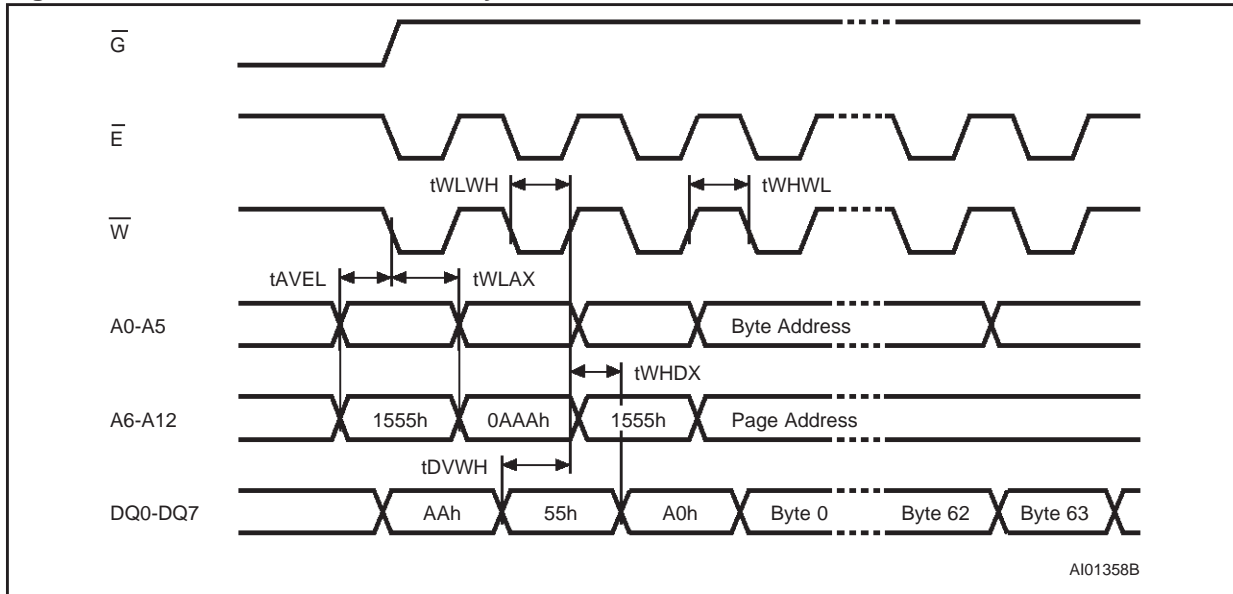 G
E
tWLWH
tWHWL
W
tAVEL
tWLAX
A0-A5
Byte Address
tWHDX
A6-A12
1555h
0AAAh
1555h
Page Address
tDVWH
DQ0-DQ7
AAh
55h
A0h
Byte 0
Byte 62
Byte 63
AI01358B